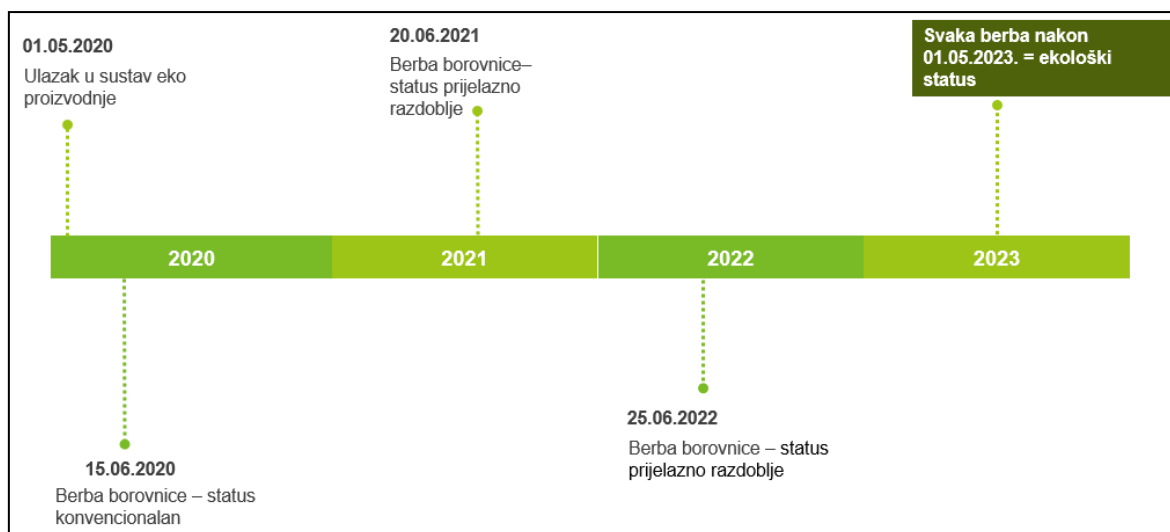 01.05.2020
Ulazak u sustav eko
proizvodnje
20.06.2021
Berba borovnice–
status prijelazno
razdoblje
Svaka berba nakon
01.05.2023. = ekološki
status
2020
2021
2022
2023
15.06.2020
Berba borovnice – status
konvencionalan
25.06.2022
Berba borovnice – status
prijelazno razdoblje